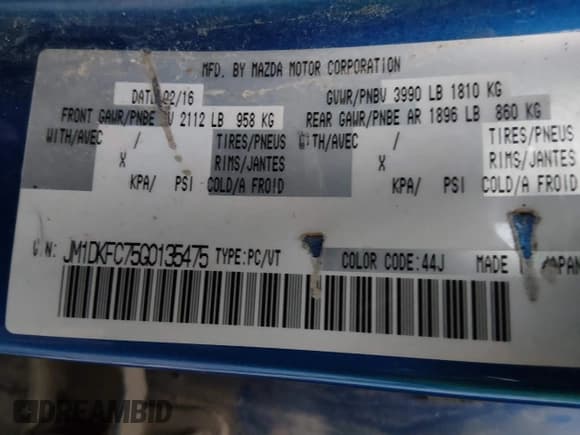 MFD. BY MAZDA MOTOR CORPORATION
DATE 02/16 GVWR/PNBV 3990 LB 1810 KG
FRONT GAWR/PNBE AV 2112 LB 958 KG REAR GAWR/PNBE AR 1896 LB 860 KG
WITH/AVEC / TIRES/PNEUS WITH/AVEC / TIRES/PNEUS
X RIMS/JANTES X RIMS/JANTES
KPA/ PSI COLD/A FROID KPA/ PSI COLD/A FROID
JM1DKFC75G0135475 TYPE:PC/VT COLOR CODE:44J MADE JAPAN
DREAMBID